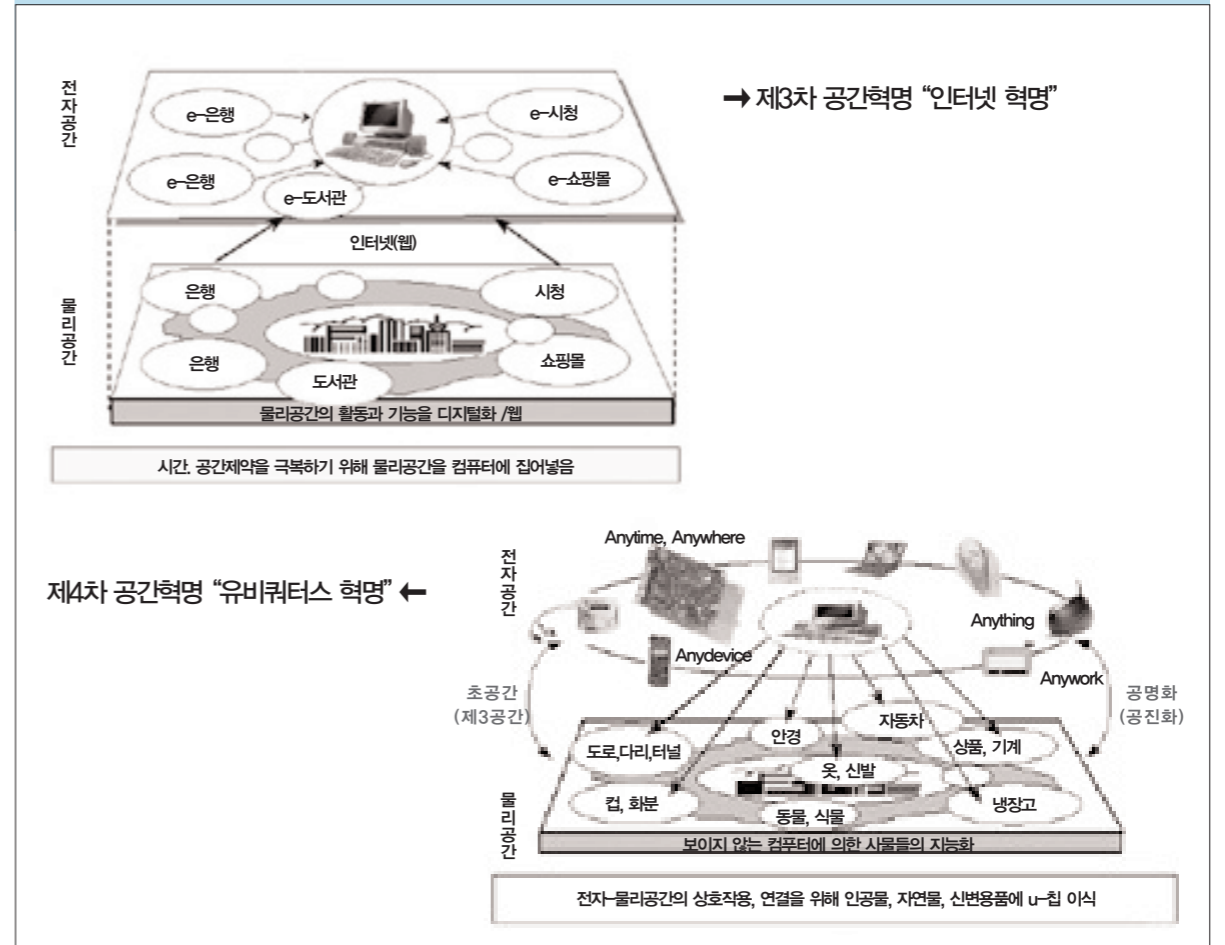 전자공간
e-은행
e-시청
e-은행
e-쇼핑몰
e-도서관
인터넷(웹)
물리공간
은행
시청
은행
쇼핑몰
도서관
물리공간의 활동과 기능을 디지털화 /웹
시간. 공간제약을 극복하기 위해 물리공간을 컴퓨터에 집어넣음
➞ 제3차 공간혁명 “인터넷 혁명”
제4차 공간혁명 “유비쿼터스 혁명” ←
전자공간
Anytime, Anywhere
Anything
Anydevice
Anywork
초공간
(제3공간)
공명화
(공진화)
물리공간
자동차
안경
도로,다리,터널
상품, 기계
옷, 신발
컵, 화분
냉장고
동물, 식물
보이지 않는 컴푸터에 의한 사물들의 지능화
전자-물리공간의 상호작용, 연결을 위해 인공물, 자연물, 신변용품에 u-칩 이식